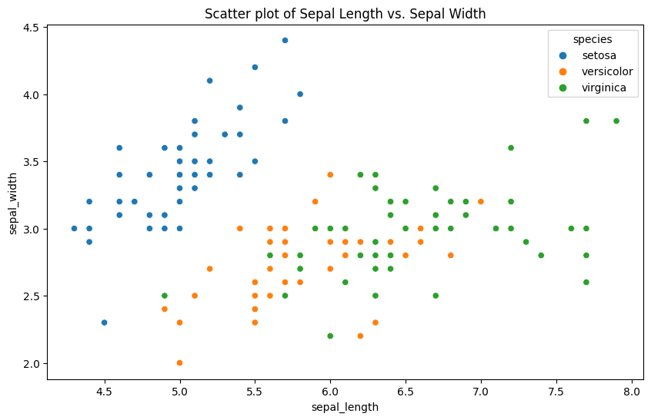 Scatter plot of Sepal Length vs. Sepal Width
species
setosa
versicolor
virginica
sepal_width
4.5
4.0
3.5
3.0
2.5
2.0
4.5 5.0 5.5 6.0 6.5 7.0 7.5 8.0
sepal_length